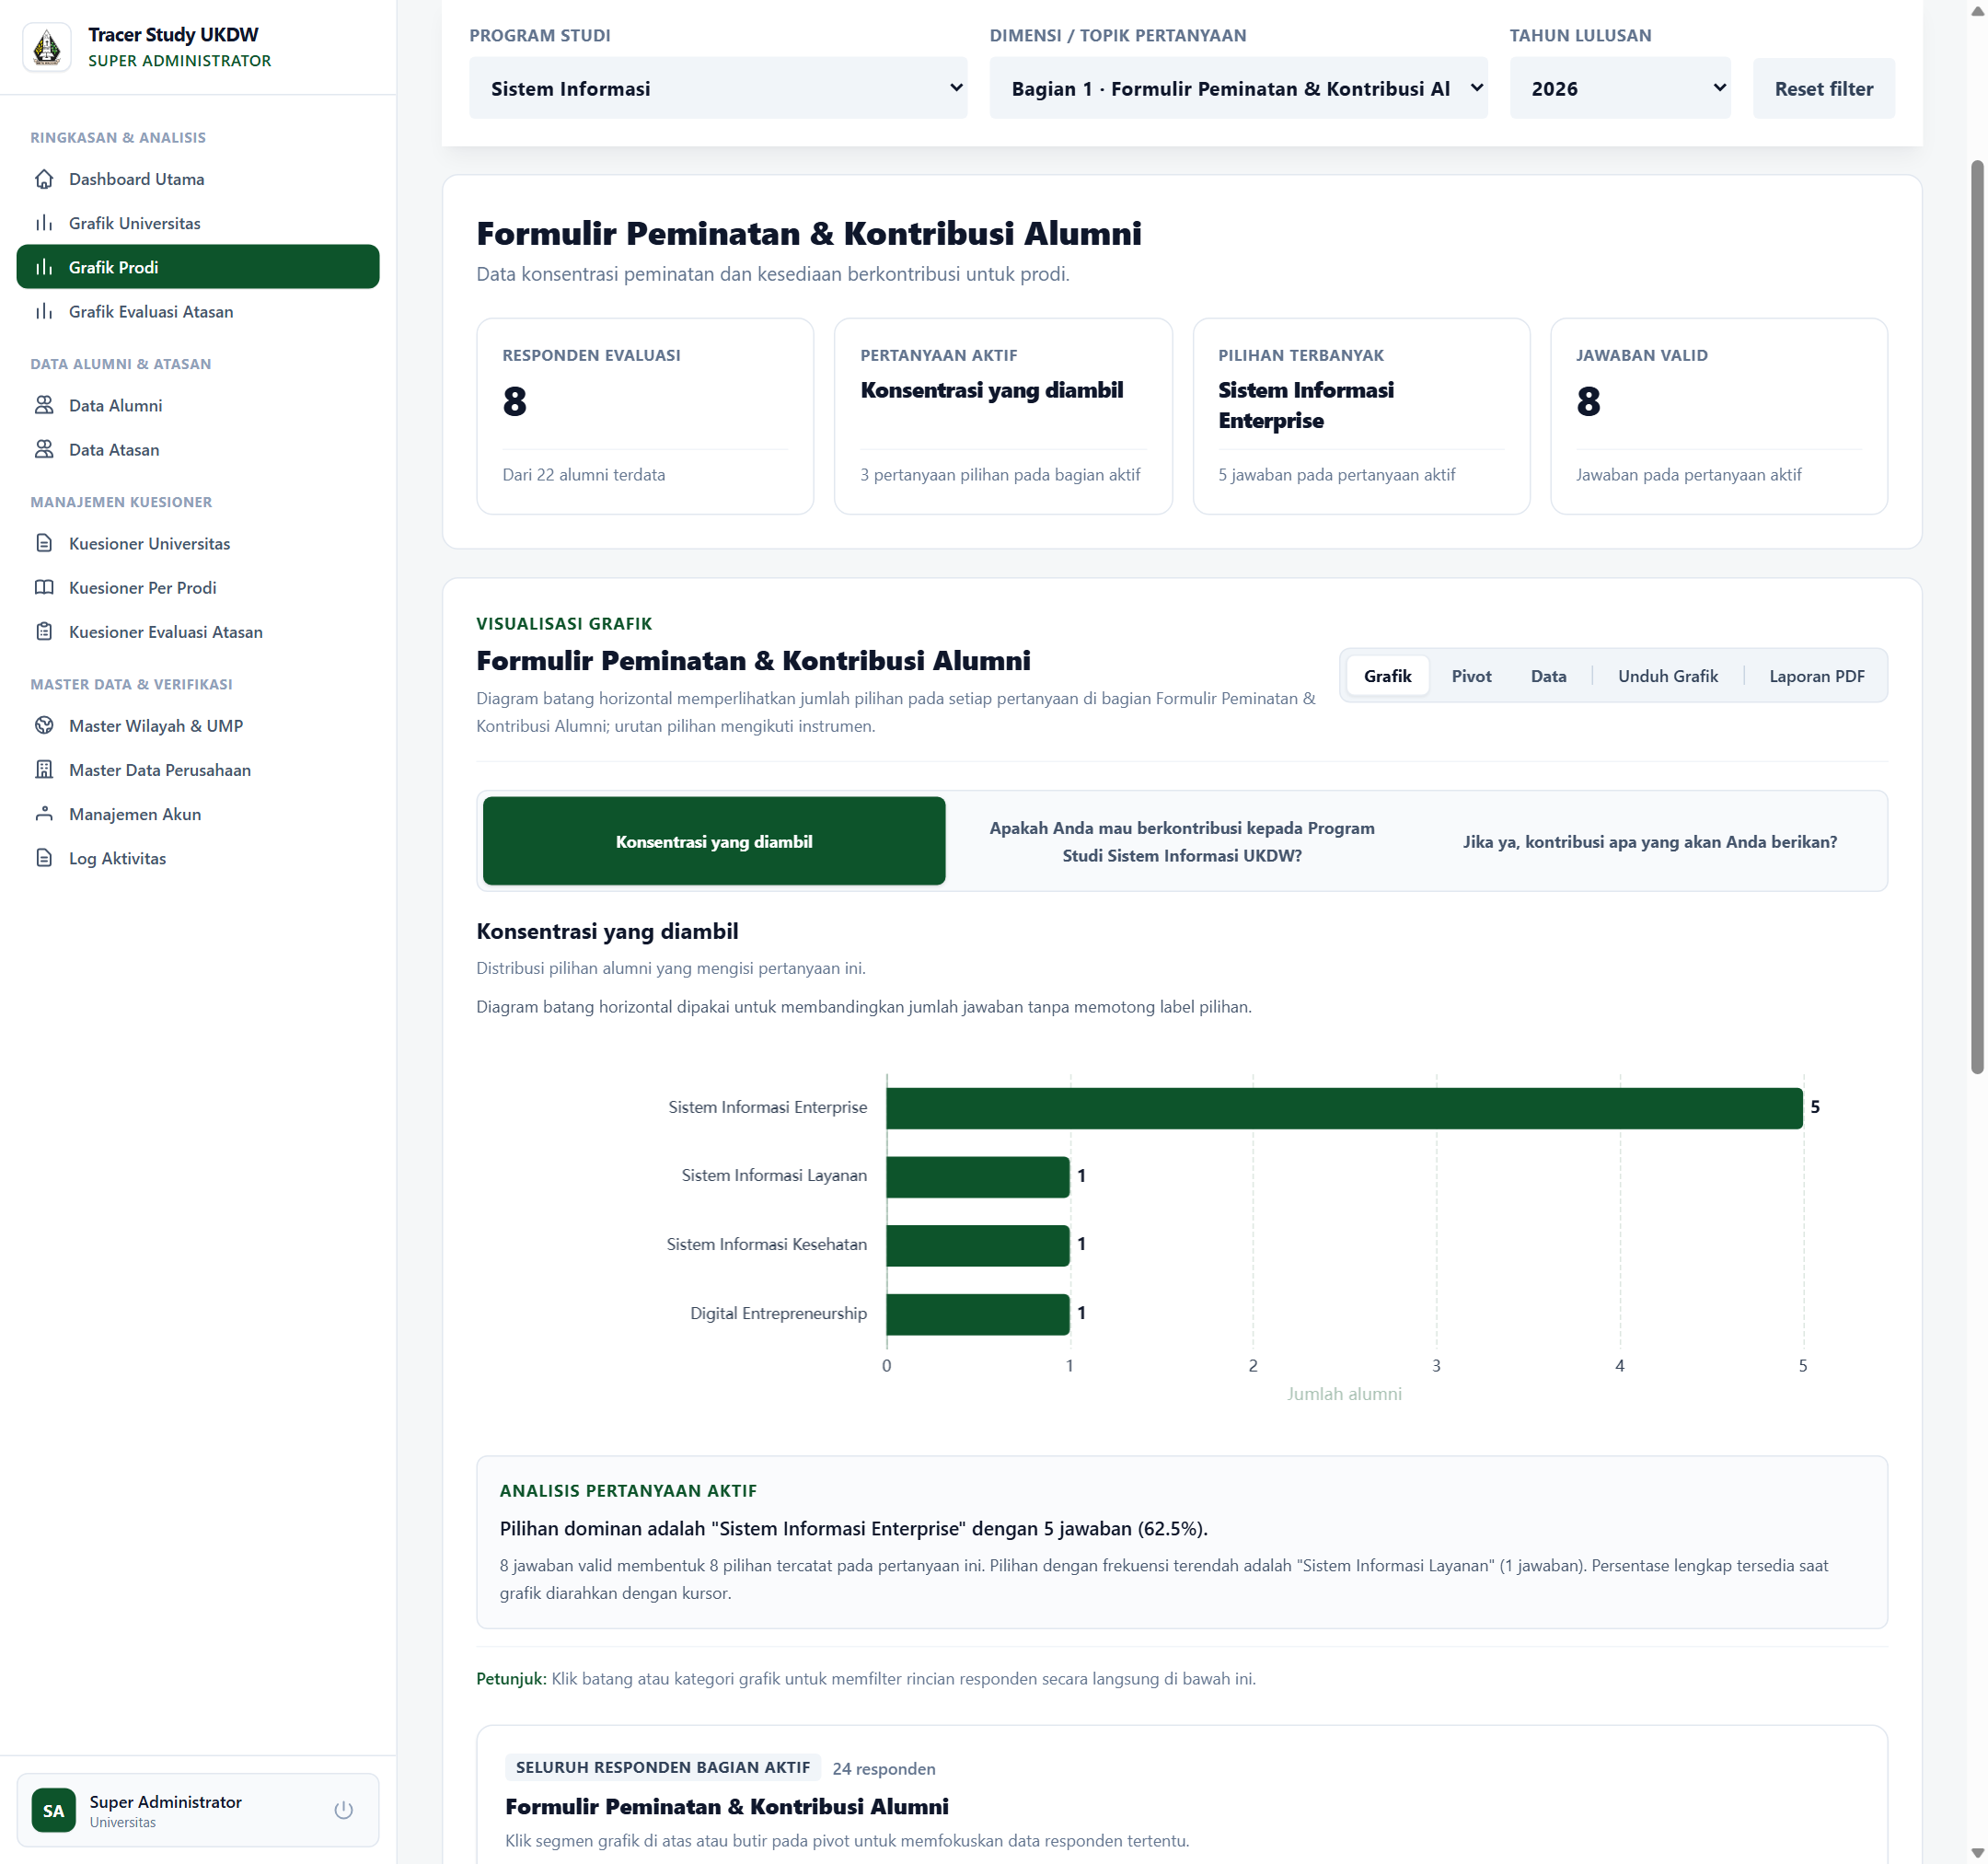 Tracer Study UKDW
SUPER ADMINISTRATOR
RINGKASAN & ANALISIS
Dashboard Utama
Grafik Universitas
Grafik Prodi
Grafik Evaluasi Atasan
DATA ALUMNI & ATASAN
Data Alumni
Data Atasan
MANAJEMEN KUESIONER
Kuesioner Universitas
Kuesioner Per Prodi
Kuesioner Evaluasi Atasan
MASTER DATA & VERIFIKASI
Master Wilayah & UMP
Master Data Perusahaan
Manajemen Akun
Log Aktivitas
SA
Super Administrator
Universitas
PROGRAM STUDI
Sistem Informasi
DIMENSI / TOPIK PERTANYAAN
Bagian 1 · Formulir Peminatan & Kontribusi Al
TAHUN LULUSAN
2026
Reset filter
Formulir Peminatan & Kontribusi Alumni
Data konsentrasi peminatan dan kesediaan berkontribusi untuk prodi.
RESPONDEN EVALUASI
8
Dari 22 alumni terdata
PERTANYAAN AKTIF
Konsentrasi yang diambil
3 pertanyaan pilihan pada bagian aktif
PILIHAN TERBANYAK
Sistem Informasi
Enterprise
5 jawaban pada pertanyaan aktif
JAWABAN VALID
8
Jawaban pada pertanyaan aktif
VISUALISASI GRAFIK
Formulir Peminatan & Kontribusi Alumni
Diagram batang horizontal memperlihatkan jumlah pilihan pada setiap pertanyaan di bagian Formulir Peminatan &
Kontribusi Alumni; urutan pilihan mengikuti instrumen.
Grafik
Pivot
Data
Unduh Grafik
Laporan PDF
Konsentrasi yang diambil
Apakah Anda mau berkontribusi kepada Program
Studi Sistem Informasi UKDW?
Jika ya, kontribusi apa yang akan Anda berikan?
Konsentrasi yang diambil
Distribusi pilihan alumni yang mengisi pertanyaan ini.
Diagram batang horizontal dipakai untuk membandingkan jumlah jawaban tanpa memotong label pilihan.
Sistem Informasi Enterprise 5
Sistem Informasi Layanan 1
Sistem Informasi Kesehatan 1
Digital Entrepreneurship 1
0 1 2 3 4 5
Jumlah alumni
ANALISIS PERTANYAAN AKTIF
Pilihan dominan adalah "Sistem Informasi Enterprise" dengan 5 jawaban (62.5%).
8 jawaban valid membentuk 8 pilihan tercatat pada pertanyaan ini. Pilihan dengan frekuensi terendah adalah "Sistem Informasi Layanan" (1 jawaban). Persentase lengkap tersedia saat
grafik diarahkan dengan kursor.
Petunjuk: Klik batang atau kategori grafik untuk memfilter rincian responden secara langsung di bawah ini.
SELURUH RESPONDEN BAGIAN AKTIF 24 responden
Formulir Peminatan & Kontribusi Alumni
Klik segmen grafik di atas atau butir pada pivot untuk memfokuskan data responden tertentu.